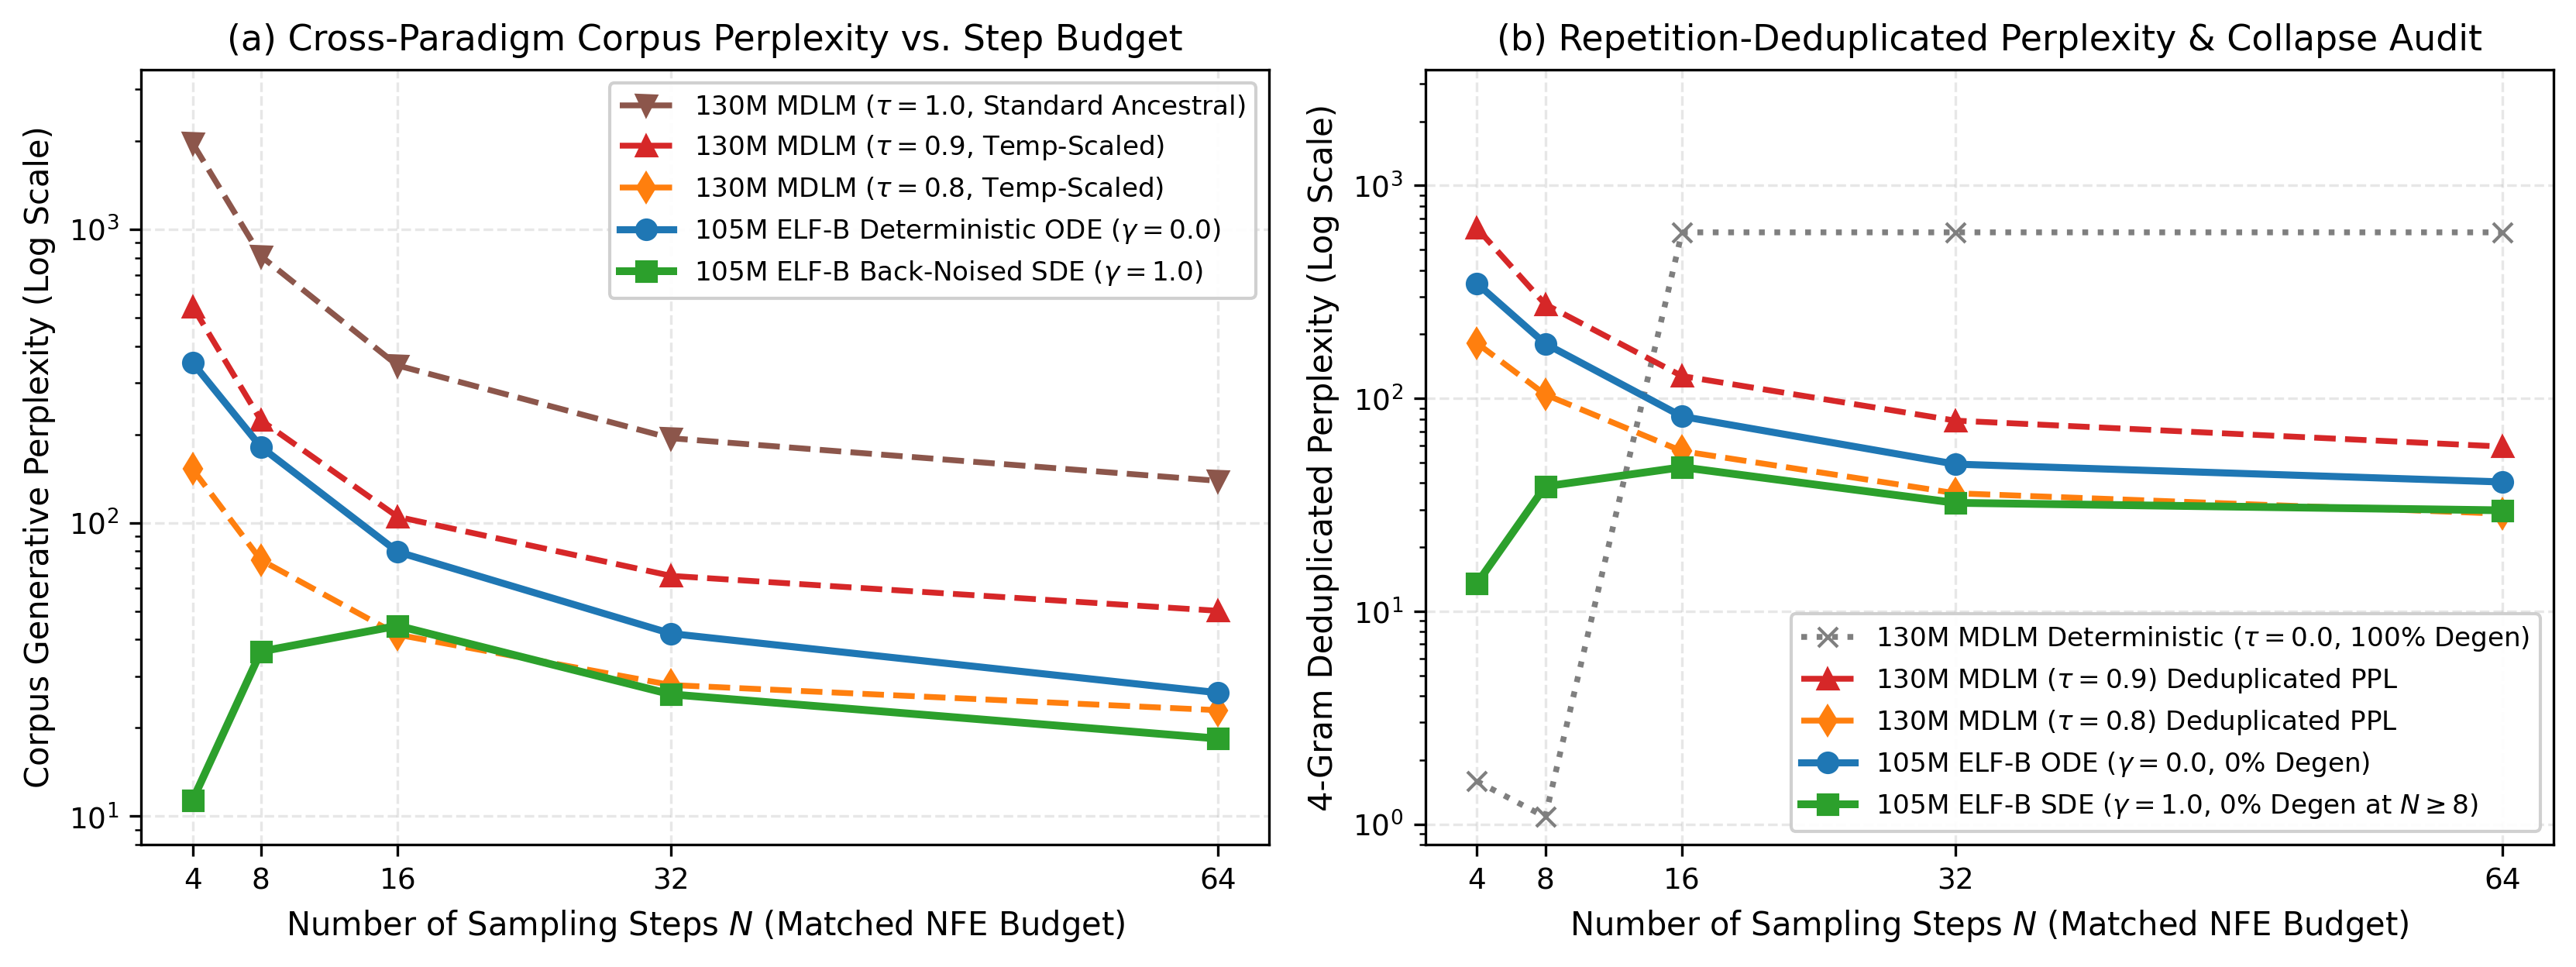 (a) Cross-Paradigm Corpus Perplexity vs. Step Budget
Corpus Generative Perplexity (Log Scale)
10³
10²
10¹
130M MDLM (τ = 1.0, Standard Ancestral)
130M MDLM (τ = 0.9, Temp-Scaled)
130M MDLM (τ = 0.8, Temp-Scaled)
105M ELF-B Deterministic ODE (γ = 0.0)
105M ELF-B Back-Noised SDE (γ = 1.0)
4 8 16 32 64
Number of Sampling Steps N (Matched NFE Budget)
(b) Repetition-Deduplicated Perplexity & Collapse Audit
4-Gram Deduplicated Perplexity (Log Scale)
10³
10²
10¹
10⁰
130M MDLM Deterministic (τ = 0.0, 100% Degen)
130M MDLM (τ = 0.9) Deduplicated PPL
130M MDLM (τ = 0.8) Deduplicated PPL
105M ELF-B ODE (γ = 0.0, 0% Degen)
105M ELF-B SDE (γ = 1.0, 0% Degen at N ≥ 8)
4 8 16 32 64
Number of Sampling Steps N (Matched NFE Budget)